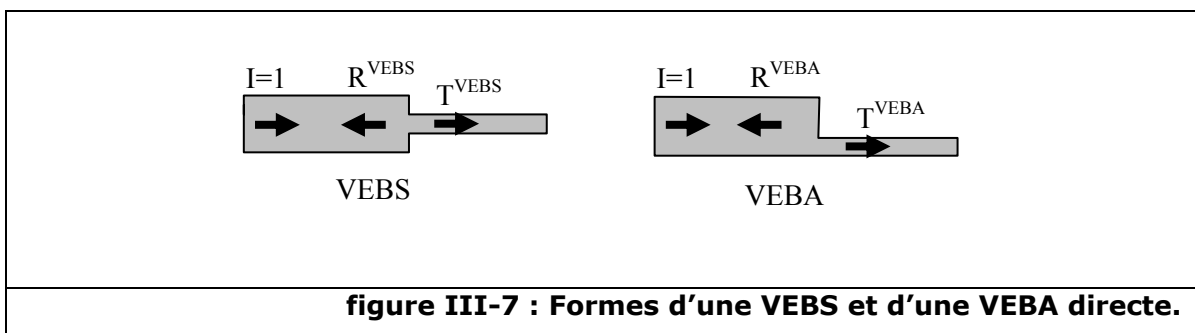 I=1 R^VEBS T^VEBS
VEBS
I=1 R^VEBA T^VEBA
VEBA
figure III-7 : Formes d’une VEBS et d’une VEBA directe.